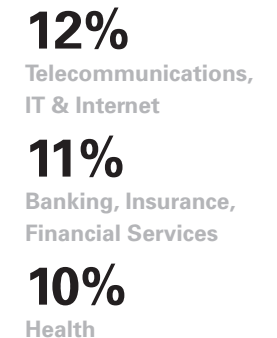 12%
Telecommunications,
IT & Internet
11%
Banking, Insurance,
Financial Services
10%
Health